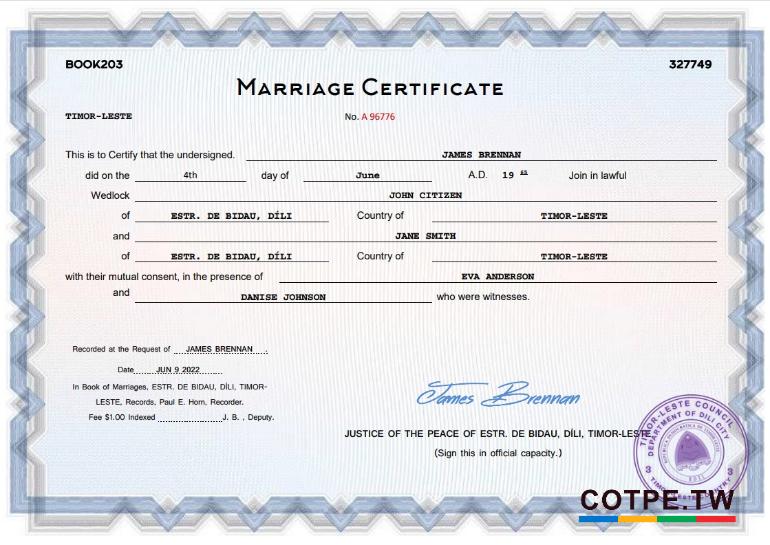 BOOK203 327749
MARRIAGE CERTIFICATE
TIMOR-LESTE No. A 96776
This is to Certify that the undersigned. JAMES BRENNAN
did on the 4th day of June A.D. 19 Join in lawful
Wedlock JOHN CITIZEN
of ESTR. DE BIDAU, DÍLI Country of TIMOR-LESTE
and JANE SMITH
of ESTR. DE BIDAU, DÍLI Country of TIMOR-LESTE
with their mutual consent, in the presence of EVA ANDERSON
and DANISE JOHNSON who were witnesses.
Recorded at the Request of JAMES BRENNAN
Date JUN 9 2022
In Book of Marriages, ESTR. DE BIDAU, DÍLI, TIMOR-
LESTE, Records, Paul E. Horn, Recorder.
Fee $1.00 Indexed J. B. , Deputy.
James Brennan
JUSTICE OF THE PEACE OF ESTR. DE BIDAU, DÍLI, TIMOR-LESTE
(Sign this in official capacity.)
TIMOR-LESTE COUNCIL
DEPARTMENT OF DILI CITY
3 3
COTPE.TW